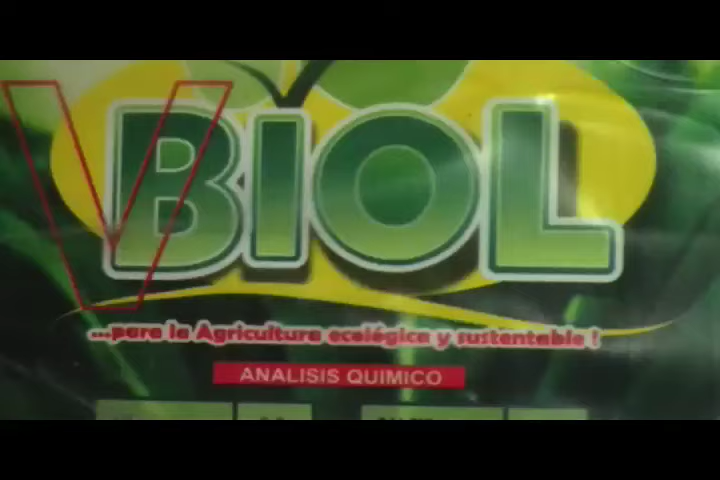 V
BIOL
...para la Agricultura ecológica y sustentable !
ANALISIS QUIMICO